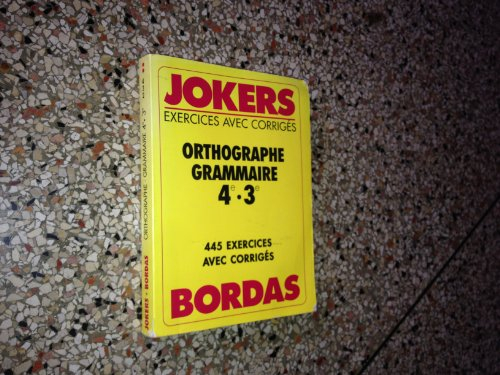 JOKERS
EXERCICES AVEC CORRIGÉS
ORTHOGRAPHE
GRAMMAIRE
4e • 3e
445 EXERCICES
AVEC CORRIGÉS
BORDAS
JOKERS • BORDAS ORTHOGRAPHE - GRAMMAIRE 4e • 3e